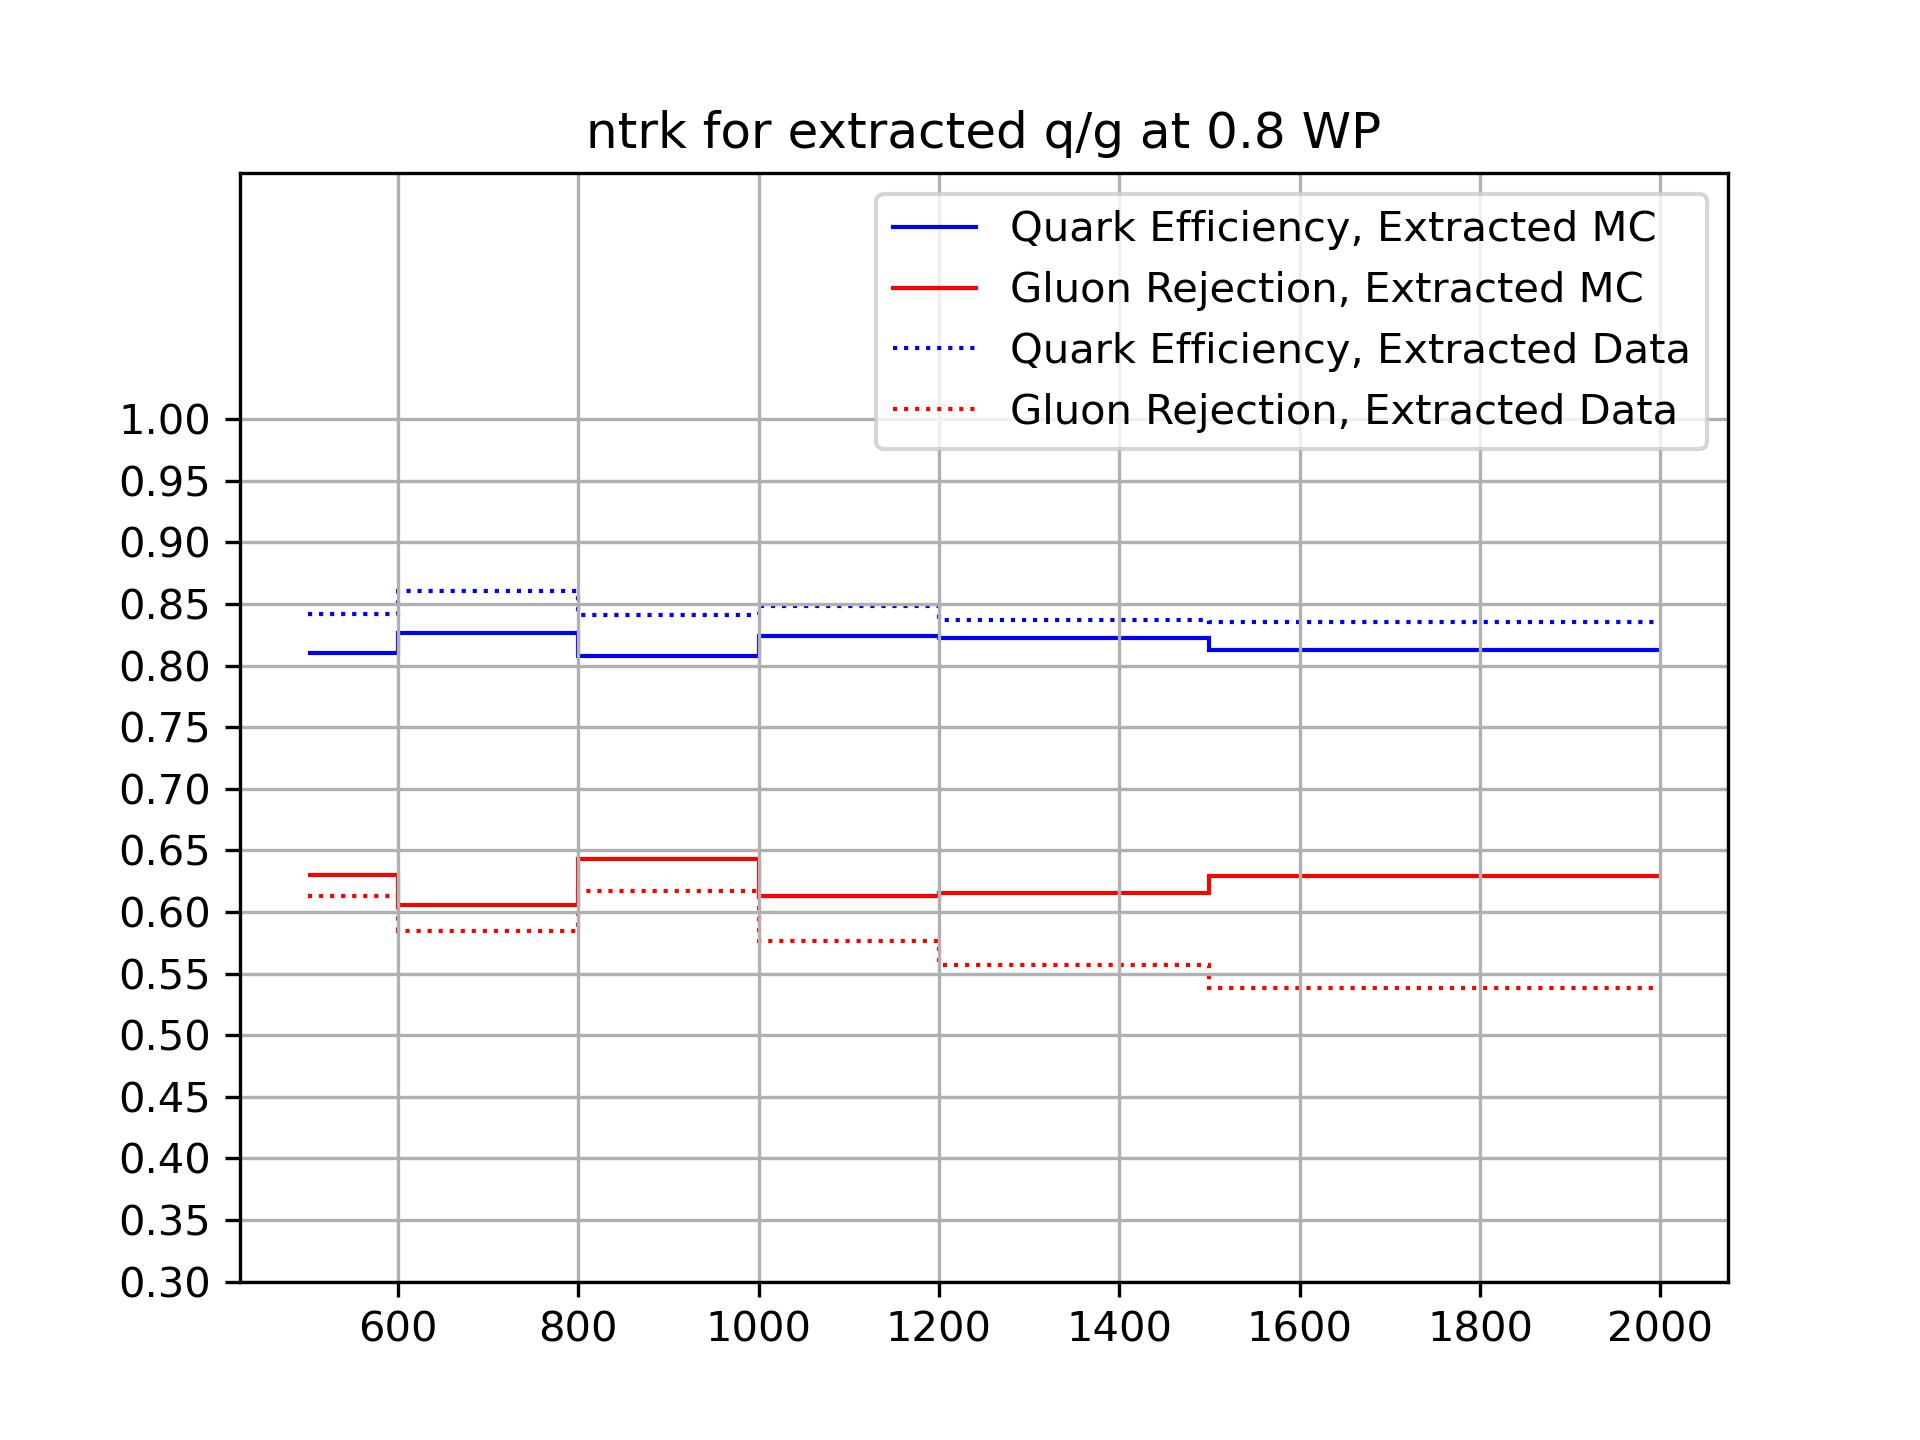 ntrk for extracted q/g at 0.8 WP
Quark Efficiency, Extracted MC
Gluon Rejection, Extracted MC
Quark Efficiency, Extracted Data
Gluon Rejection, Extracted Data
1.00
0.95
0.90
0.85
0.80
0.75
0.70
0.65
0.60
0.55
0.50
0.45
0.40
0.35
0.30
600 800 1000 1200 1400 1600 1800 2000